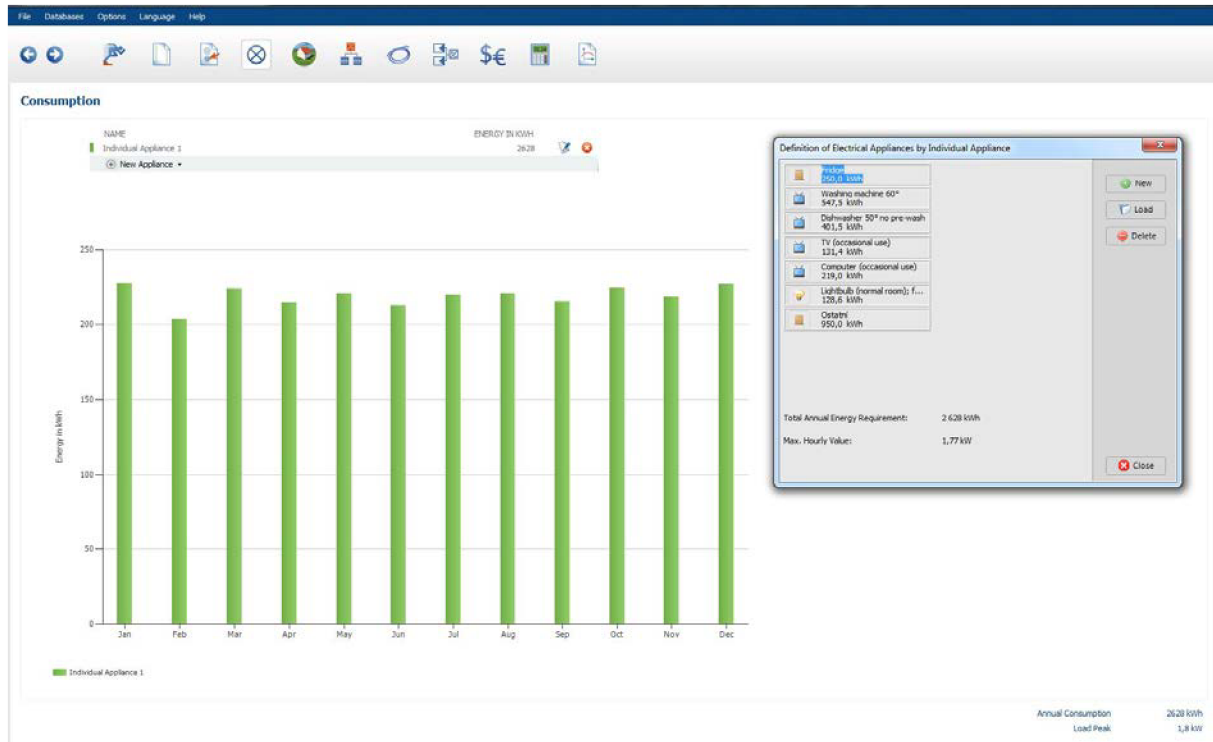 File Databases Options Language Help
$€
Consumption
NAME ENERGY IN KWH
Individual Appliance 1 2628
New Appliance
250
200
150
100
50
0
Energy in kWh
Jan Feb Mar Apr May Jun Jul Aug Sep Oct Nov Dec
Individual Appliance 1
Definition of Electrical Appliances by Individual Appliance
Fridge
250,0 kWh
Washing machine 60°
547,5 kWh
Dishwasher 50° no pre-wash
401,5 kWh
TV (occasional use)
131,4 kWh
Computer (occasional use)
219,0 kWh
Lightbulb (normal room); f...
128,6 kWh
Ostatní
950,0 kWh
New
Load
Delete
Total Annual Energy Requirement: 2 628 kWh
Max. Hourly Value: 1,77 kW
Close
Annual Consumption 2628 kWh
Load Peak 1,8 kW